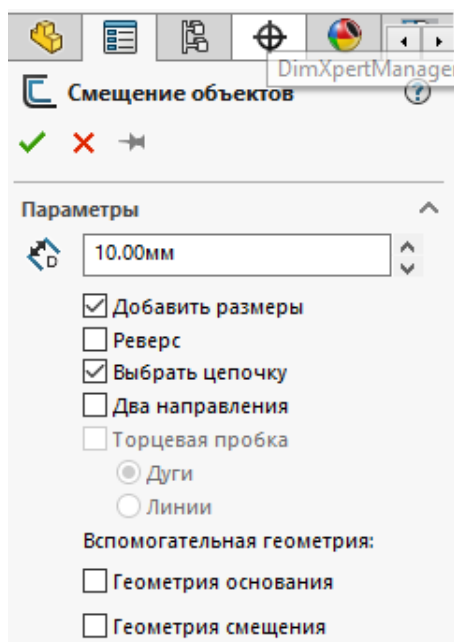 DimXpertManage
Смещение объектов
Параметры
10.00мм
Добавить размеры
Реверс
Выбрать цепочку
Два направления
Торцевая пробка
Дуги
Линии
Вспомогательная геометрия:
Геометрия основания
Геометрия смещения